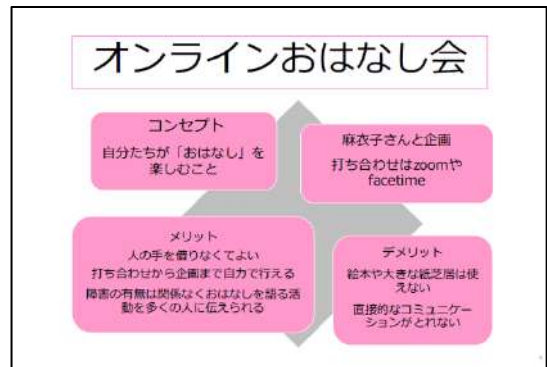 オンラインおはなし会
コンセプト
自分たちが「おはなし」を
楽しむこと
麻衣子さんと企画
打ち合わせはzoomや
facetime
メリット
人の手を借りなくてよい
打ち合わせから企画まで自力で行える
障害の有無は関係なくおはなしを語る活
動を多くの人に伝えられる
デメリット
絵本や大きな紙芝居は使
えない
直接的なコミュニケー
ションがとれない